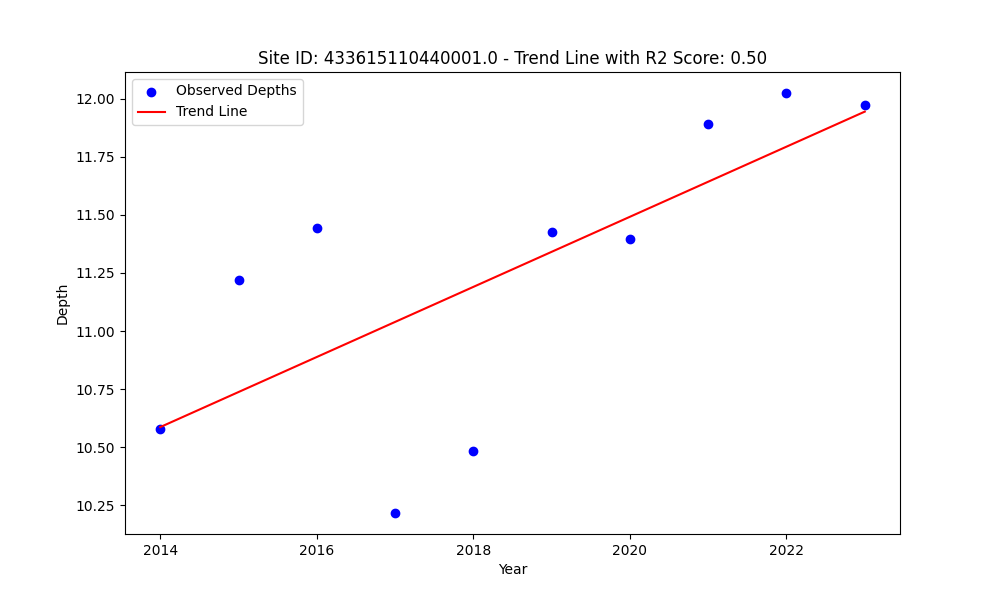 Site ID: 433615110440001.0 - Trend Line with R2 Score: 0.50
Observed Depths
Trend Line
12.00
11.75
11.50
11.25
11.00
10.75
10.50
10.25
Depth
2014
2016
2018
2020
2022
Year